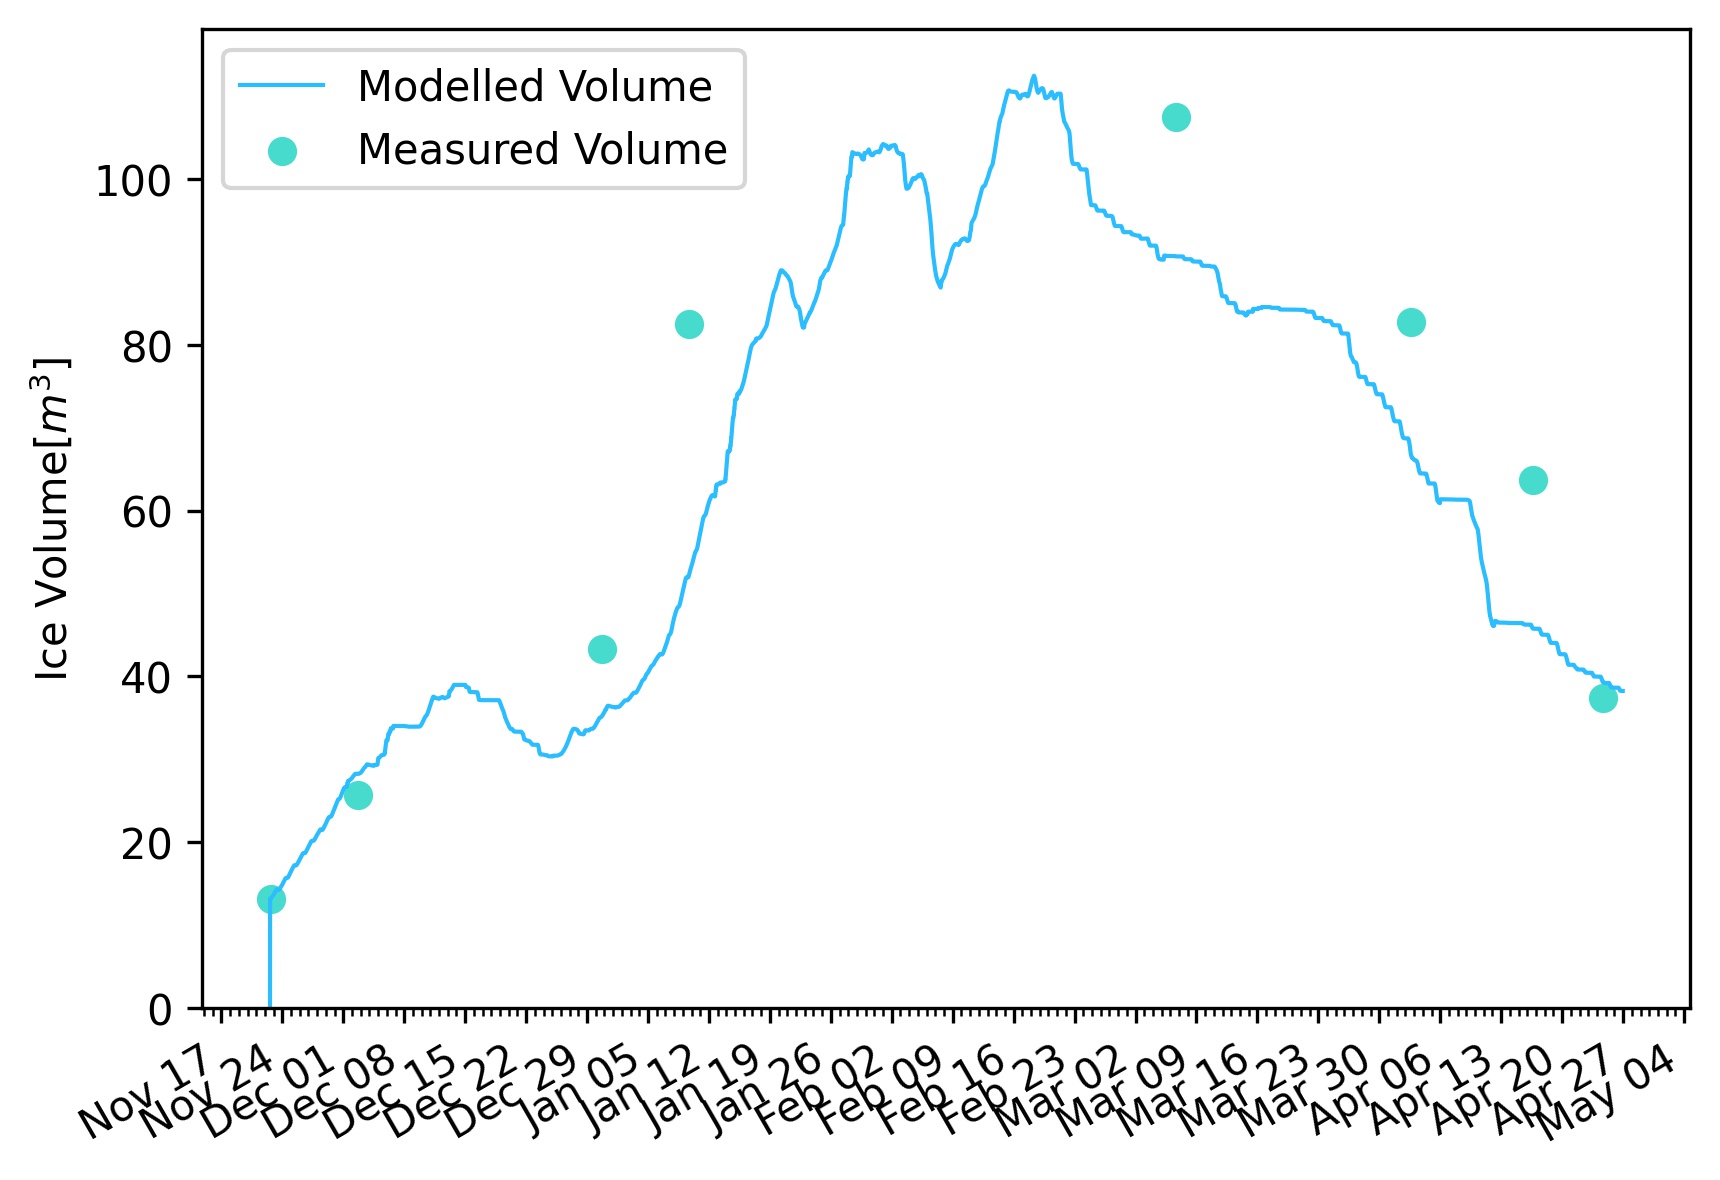 Modelled Volume
Measured Volume
Ice Volume[$m^3$]
100
80
60
40
20
0
Nov 17
Nov 24
Dec 01
Dec 08
Dec 15
Dec 22
Dec 29
Jan 05
Jan 12
Jan 19
Jan 26
Feb 02
Feb 09
Feb 16
Feb 23
Mar 02
Mar 09
Mar 16
Mar 23
Mar 30
Apr 06
Apr 13
Apr 20
Apr 27
May 04